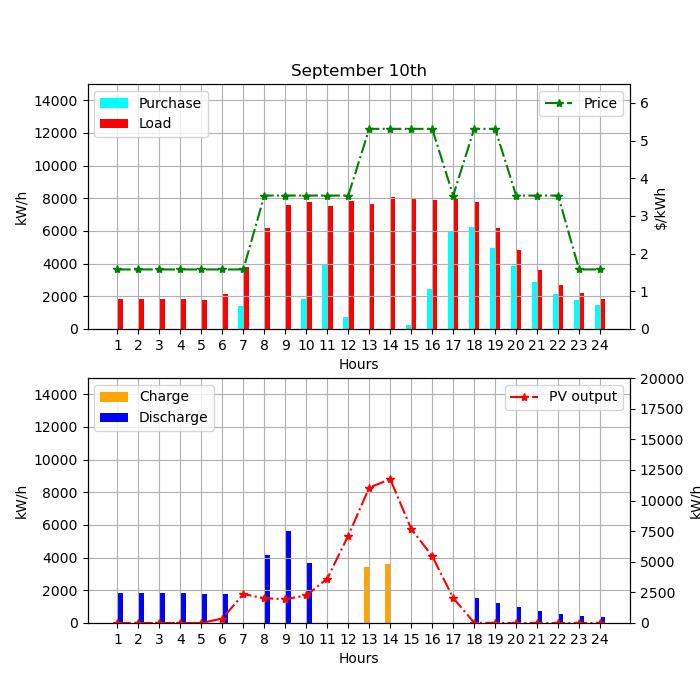 September 10th
14000
12000
10000
8000
6000
4000
2000
0
kW/h
Purchase
Load
Price
6
5
4
3
2
1
0
$/kWh
1 2 3 4 5 6 7 8 9 10 11 12 13 14 15 16 17 18 19 20 21 22 23 24
Hours
14000
12000
10000
8000
6000
4000
2000
0
kW/h
Charge
Discharge
PV output
20000
17500
15000
12500
10000
7500
5000
2500
0
kW/h
1 2 3 4 5 6 7 8 9 10 11 12 13 14 15 16 17 18 19 20 21 22 23 24
Hours